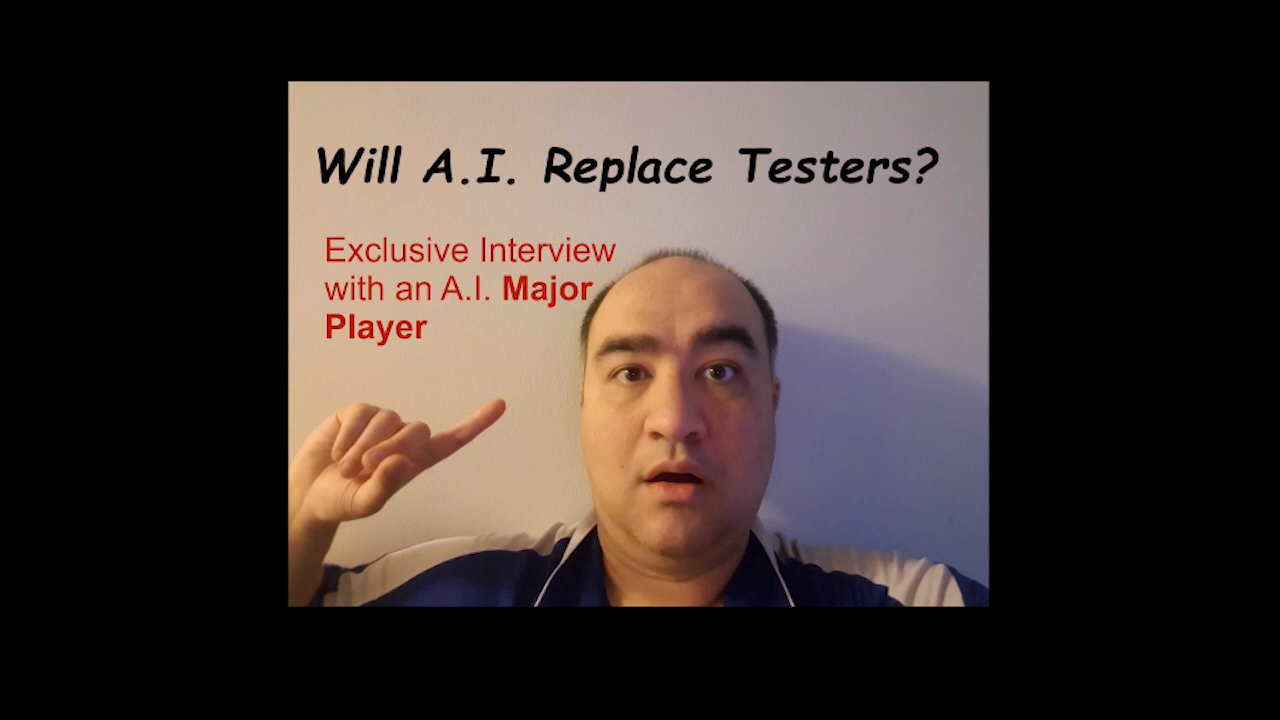 Will A.I. Replace Testers?
Exclusive Interview
with an A.I. Major
Player